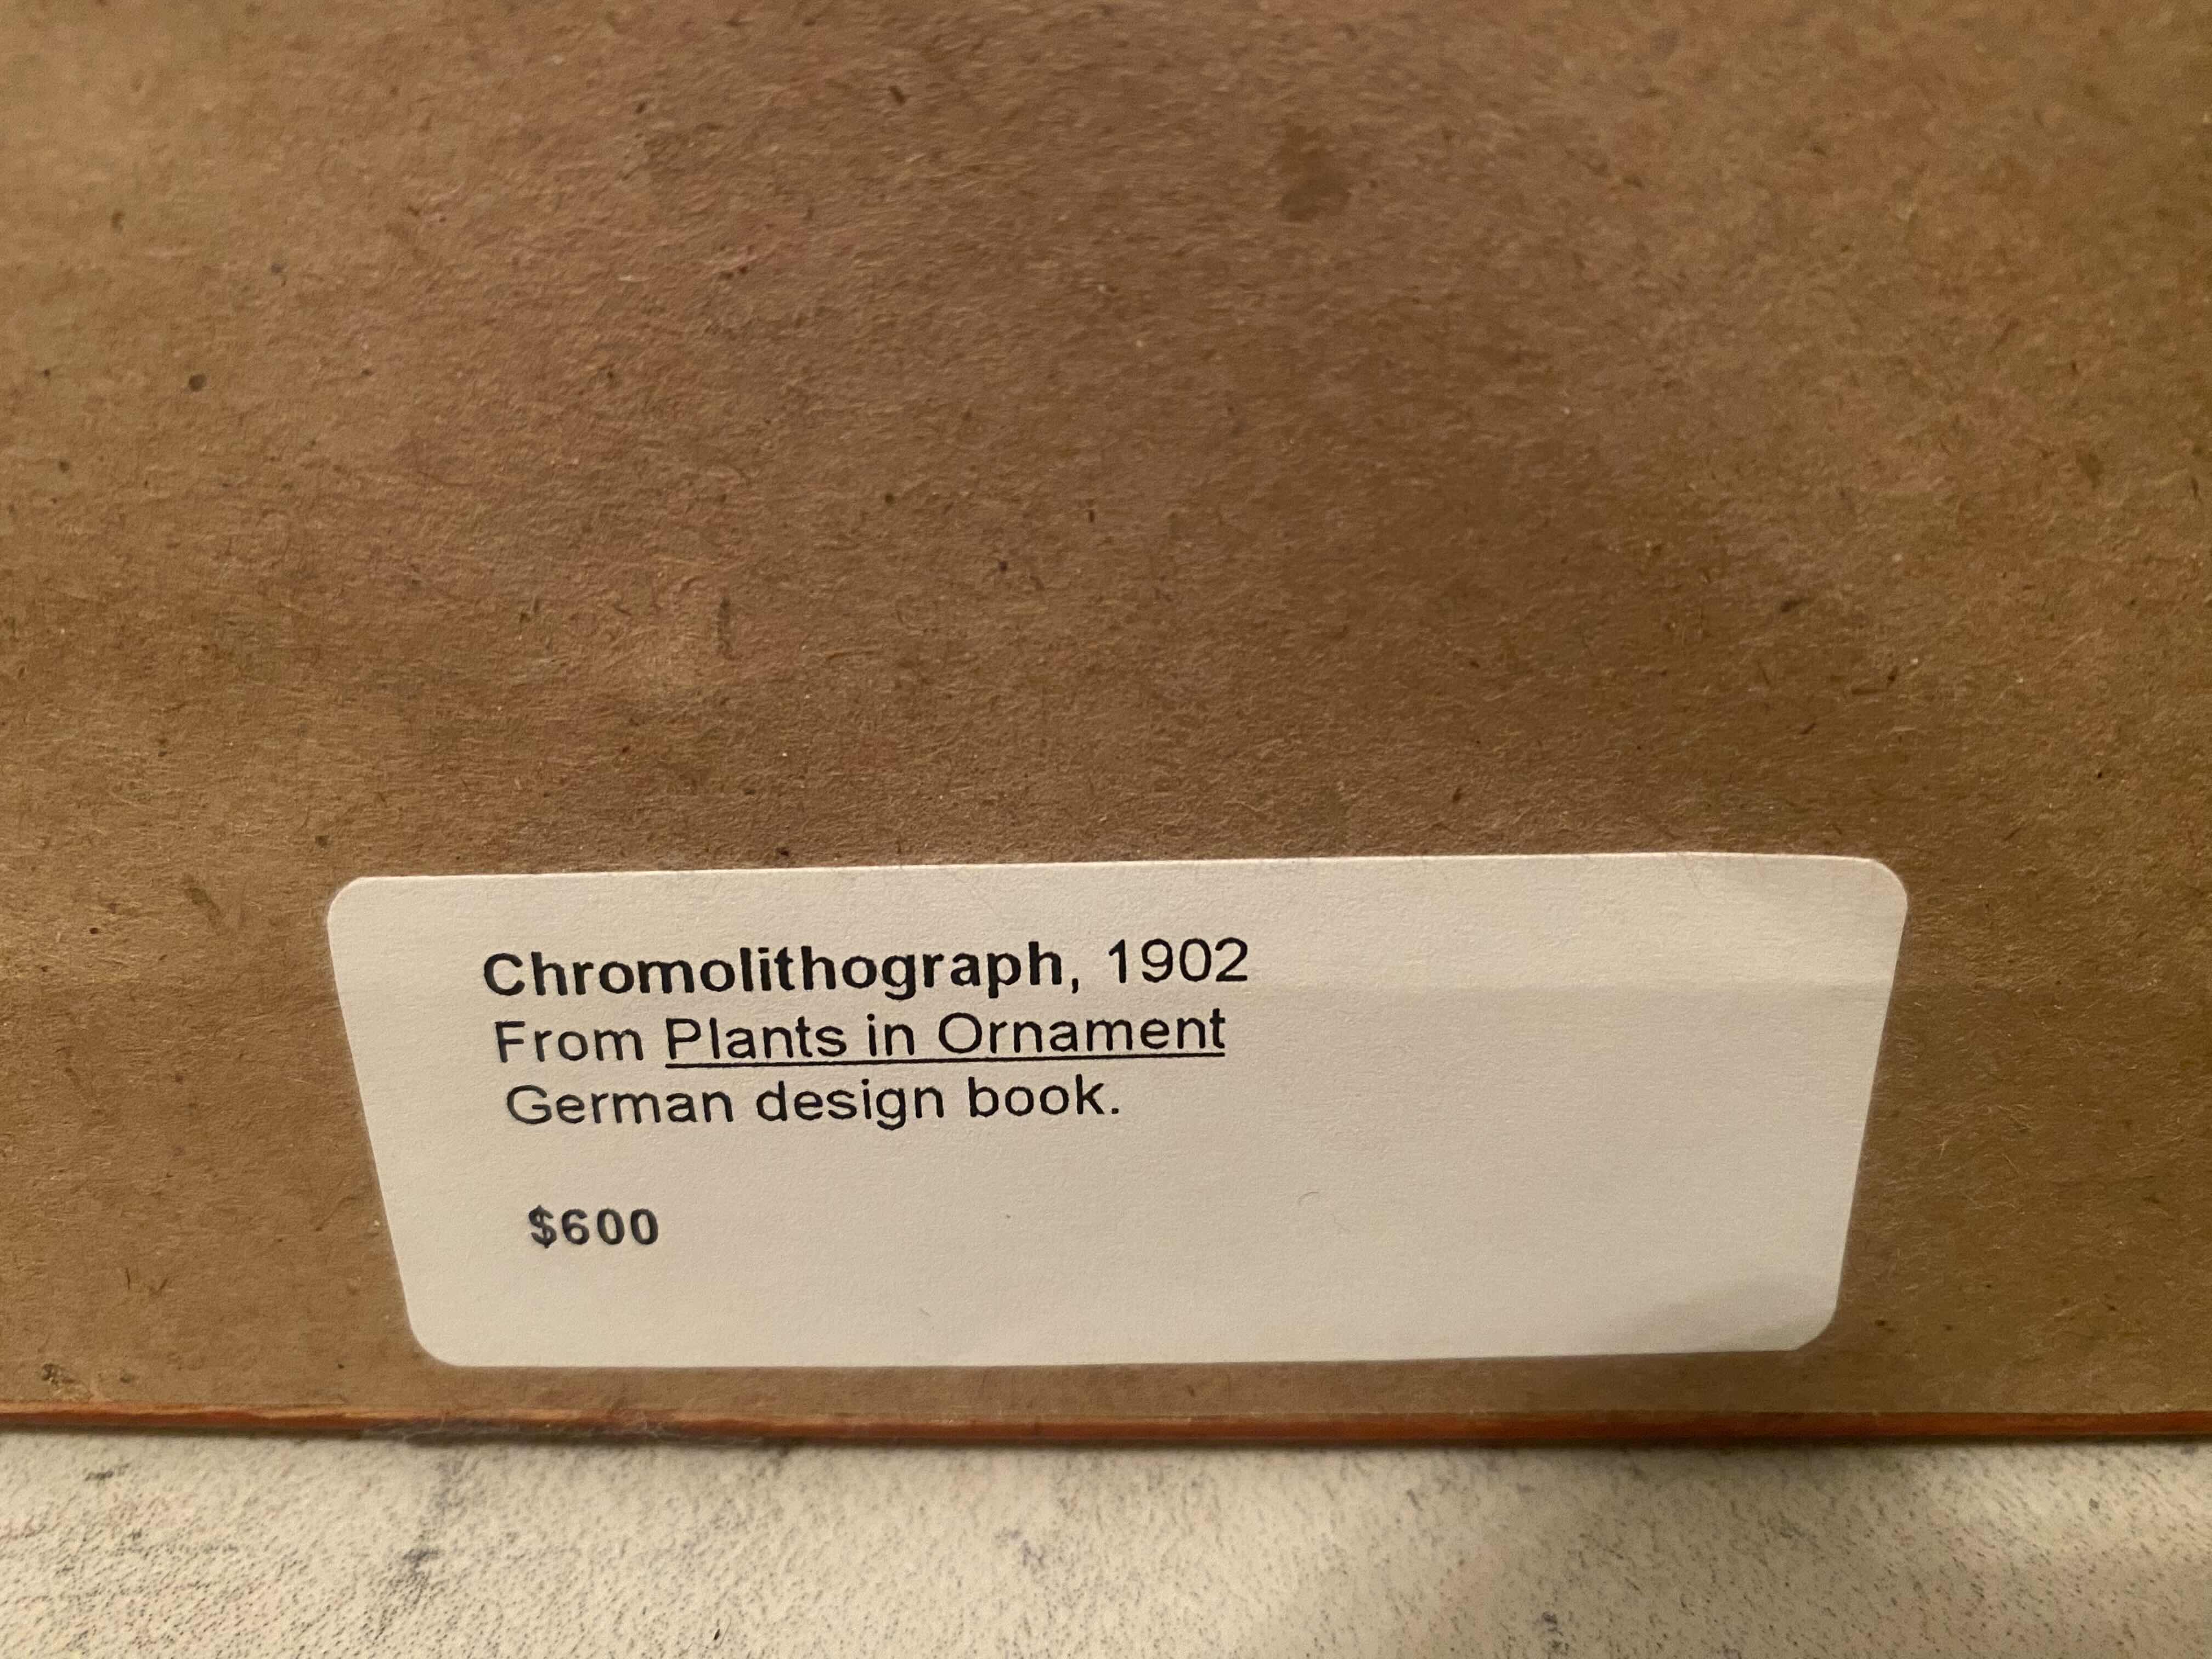 Chromolithograph, 1902
From Plants in Ornament
German design book.
$600